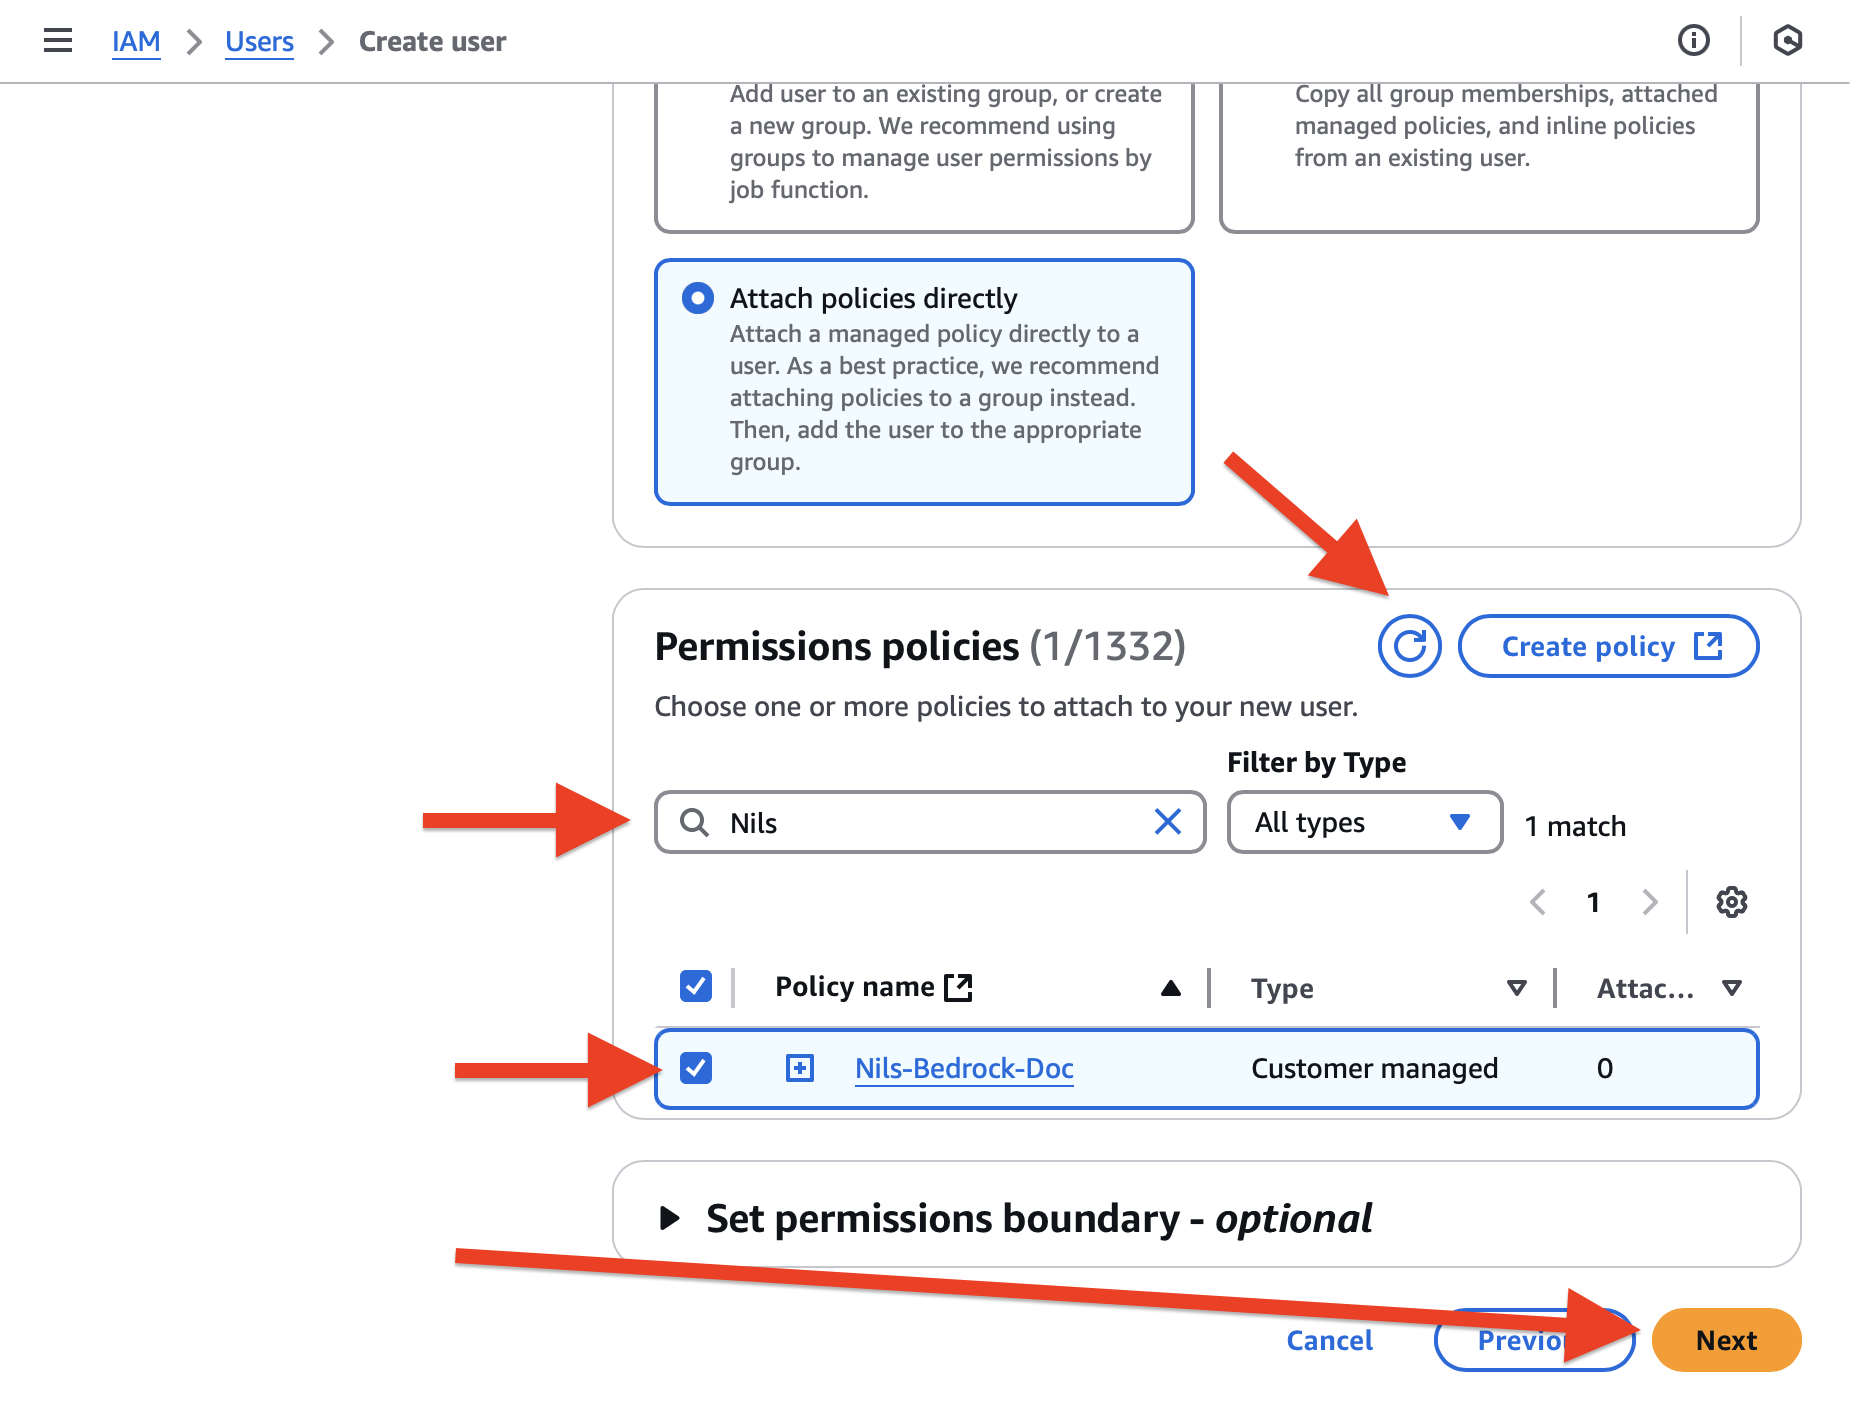 IAM > Users > Create user
Add user to an existing group, or create
a new group. We recommend using
groups to manage user permissions by
job function.
Copy all group memberships, attached
managed policies, and inline policies
from an existing user.
Attach policies directly
Attach a managed policy directly to a
user. As a best practice, we recommend
attaching policies to a group instead.
Then, add the user to the appropriate
group.
Permissions policies (1/1332)
Create policy
Choose one or more policies to attach to your new user.
Filter by Type
Nils
All types
1 match
1
Policy name
Type
Attac...
Nils-Bedrock-Doc
Customer managed
0
Set permissions boundary - optional
Cancel
Next